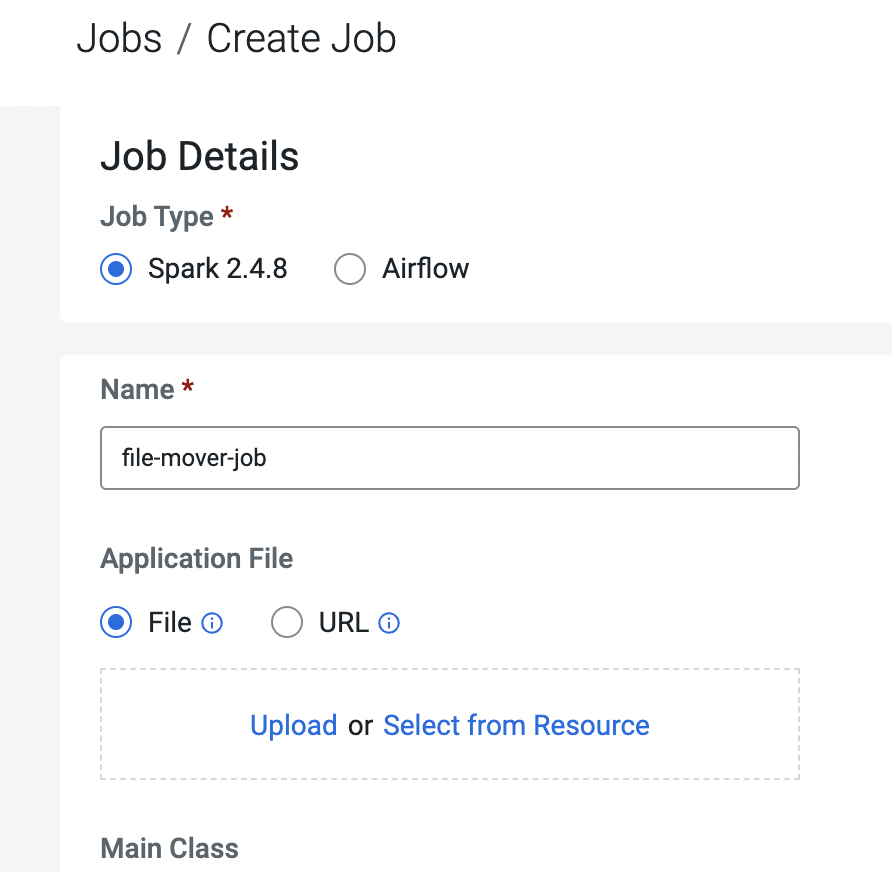 Jobs / Create Job
Job Details
Job Type *
Spark 2.4.8 Airflow
Name *
file-mover-job
Application File
File URL
Upload or Select from Resource
Main Class